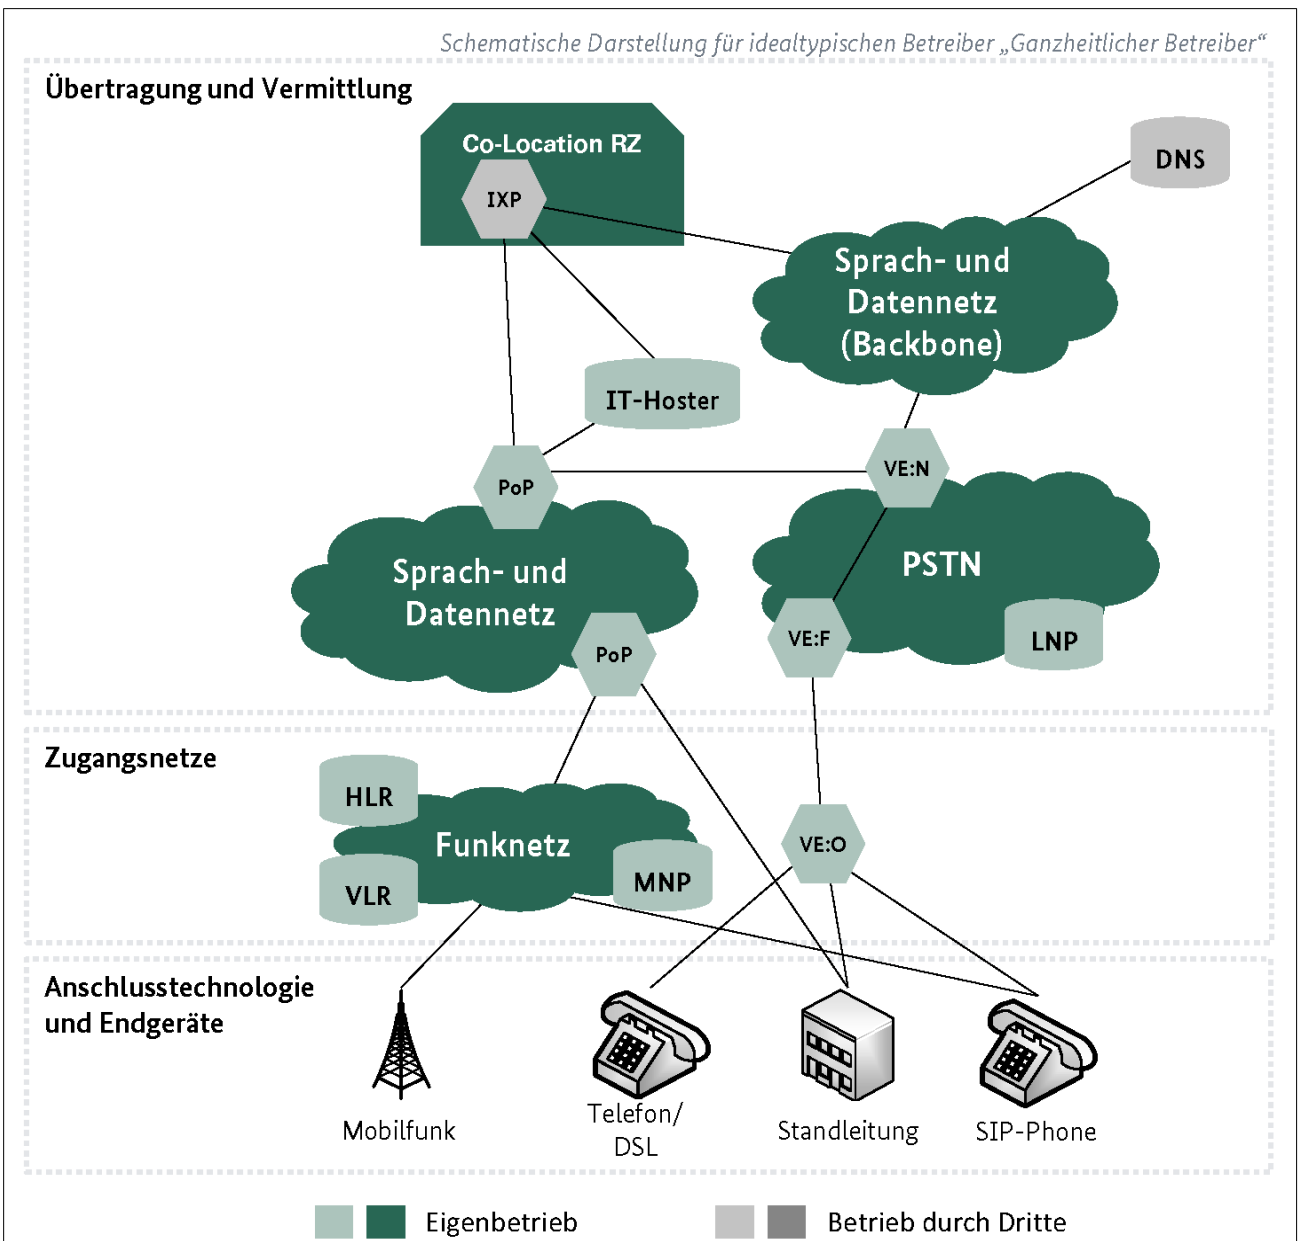 Schematische Darstellung für idealtypischen Betreiber „Ganzheitlicher Betreiber“
Übertragung und Vermittlung
Co-Location RZ
DNS
IXP
Sprach- und
Datennetz
(Backbone)
IT-Hoster
VE:N
PoP
PSTN
Sprach- und
Datennetz
VE:F
LNP
PoP
Zugangsnetze
HLR
Funknetz
VE:O
MNP
VLR
Anschlusstechnologie
und Endgeräte
Mobilfunk
Telefon/
DSL
Standleitung
SIP-Phone
Eigenbetrieb
Betrieb durch Dritte